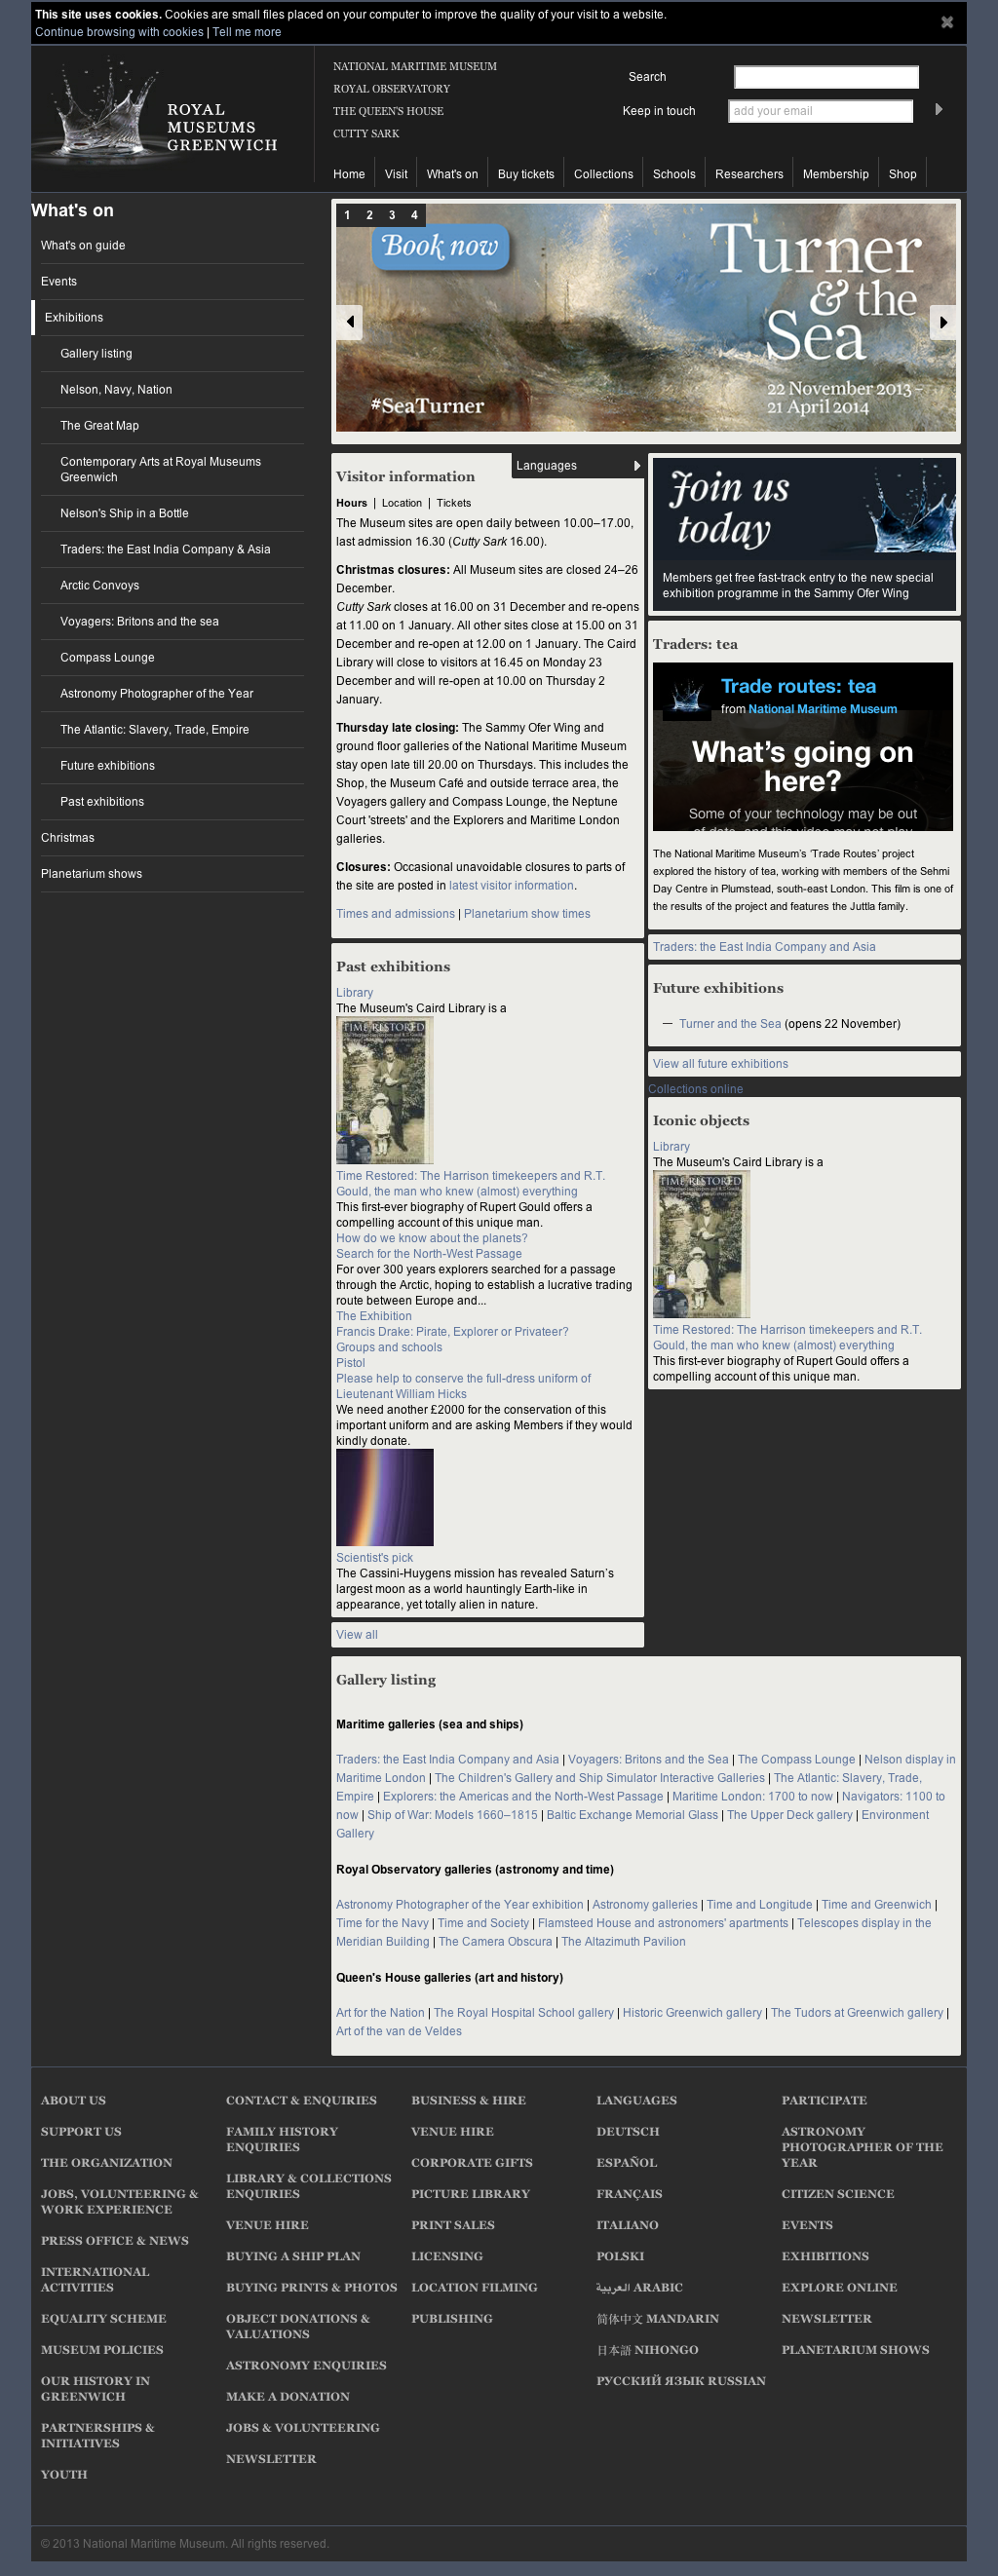 This site uses cookies. Cookies are small files placed on your computer to improve the quality of your visit to a website.
Continue browsing with cookies | Tell me more
ROYAL
MUSEUMS
GREENWICH
NATIONAL MARITIME MUSEUM
ROYAL OBSERVATORY
THE QUEEN'S HOUSE
CUTTY SARK
Search
Keep in touch
add your email
Home
Visit
What's on
Buy tickets
Collections
Schools
Researchers
Membership
Shop
What's on
What's on guide
Events
Exhibitions
Gallery listing
Nelson, Navy, Nation
The Great Map
Contemporary Arts at Royal Museums
Greenwich
Nelson's Ship in a Bottle
Traders: the East India Company & Asia
Arctic Convoys
Voyagers: Britons and the sea
Compass Lounge
Astronomy Photographer of the Year
The Atlantic: Slavery, Trade, Empire
Future exhibitions
Past exhibitions
Christmas
Planetarium shows
1 2 3 4
Book now
Turner
& the
Sea
22 November 2013 –
21 April 2014
#SeaTurner
Visitor information
Languages
Hours | Location | Tickets
The Museum sites are open daily between 10.00–17.00,
last admission 16.30 (Cutty Sark 16.00).
Christmas closures: All Museum sites are closed 24–26
December.
Cutty Sark closes at 16.00 on 31 December and re-opens
at 11.00 on 1 January. All other sites close at 15.00 on 31
December and re-open at 12.00 on 1 January. The Caird
Library will close to visitors at 16.45 on Monday 23
December and will re-open at 10.00 on Thursday 2
January.
Thursday late closing: The Sammy Ofer Wing and
ground floor galleries of the National Maritime Museum
stay open late till 20.00 on Thursdays. This includes the
Shop, the Museum Café and outside terrace area, the
Voyagers gallery and Compass Lounge, the Neptune
Court 'streets' and the Explorers and Maritime London
galleries.
Closures: Occasional unavoidable closures to parts of
the site are posted in latest visitor information.
Times and admissions | Planetarium show times
Join us
today
Members get free fast-track entry to the new special
exhibition programme in the Sammy Ofer Wing
Traders: tea
Trade routes: tea
from National Maritime Museum
What's going on
here?
Some of your technology may be out
of date, and this video may not play
The National Maritime Museum's 'Trade Routes' project
explored the history of tea, working with members of the Sehmi
Day Centre in Plumstead, south-east London. This film is one of
the results of the project and features the Juttla family.
Traders: the East India Company and Asia
Future exhibitions
— Turner and the Sea (opens 22 November)
View all future exhibitions
Collections online
Iconic objects
Library
The Museum's Caird Library is a
TIME RESTORED
Time Restored: The Harrison timekeepers and R.T.
Gould, the man who knew (almost) everything
This first-ever biography of Rupert Gould offers a
compelling account of this unique man.
Past exhibitions
Library
The Museum's Caird Library is a
TIME RESTORED
Time Restored: The Harrison timekeepers and R.T.
Gould, the man who knew (almost) everything
This first-ever biography of Rupert Gould offers a
compelling account of this unique man.
How do we know about the planets?
Search for the North-West Passage
For over 300 years explorers searched for a passage
through the Arctic, hoping to establish a lucrative trading
route between Europe and...
The Exhibition
Francis Drake: Pirate, Explorer or Privateer?
Groups and schools
Pistol
Please help to conserve the full-dress uniform of
Lieutenant William Hicks
We need another £2000 for the conservation of this
important uniform and are asking Members if they would
kindly donate.
Scientist's pick
The Cassini-Huygens mission has revealed Saturn's
largest moon as a world hauntingly Earth-like in
appearance, yet totally alien in nature.
View all
Gallery listing
Maritime galleries (sea and ships)
Traders: the East India Company and Asia | Voyagers: Britons and the Sea | The Compass Lounge | Nelson display in
Maritime London | The Children's Gallery and Ship Simulator Interactive Galleries | The Atlantic: Slavery, Trade,
Empire | Explorers: the Americas and the North-West Passage | Maritime London: 1700 to now | Navigators: 1100 to
now | Ship of War: Models 1660–1815 | Baltic Exchange Memorial Glass | The Upper Deck gallery | Environment
Gallery
Royal Observatory galleries (astronomy and time)
Astronomy Photographer of the Year exhibition | Astronomy galleries | Time and Longitude | Time and Greenwich |
Time for the Navy | Time and Society | Flamsteed House and astronomers' apartments | Telescopes display in the
Meridian Building | The Camera Obscura | The Altazimuth Pavilion
Queen's House galleries (art and history)
Art for the Nation | The Royal Hospital School gallery | Historic Greenwich gallery | The Tudors at Greenwich gallery |
Art of the van de Veldes
ABOUT US
SUPPORT US
THE ORGANIZATION
JOBS, VOLUNTEERING &
WORK EXPERIENCE
PRESS OFFICE & NEWS
INTERNATIONAL
ACTIVITIES
EQUALITY SCHEME
MUSEUM POLICIES
OUR HISTORY IN
GREENWICH
PARTNERSHIPS &
INITIATIVES
YOUTH
CONTACT & ENQUIRIES
FAMILY HISTORY
ENQUIRIES
LIBRARY & COLLECTIONS
ENQUIRIES
VENUE HIRE
BUYING A SHIP PLAN
BUYING PRINTS & PHOTOS
OBJECT DONATIONS &
VALUATIONS
ASTRONOMY ENQUIRIES
MAKE A DONATION
JOBS & VOLUNTEERING
NEWSLETTER
BUSINESS & HIRE
VENUE HIRE
CORPORATE GIFTS
PICTURE LIBRARY
PRINT SALES
LICENSING
LOCATION FILMING
PUBLISHING
LANGUAGES
DEUTSCH
ESPAÑOL
FRANÇAIS
ITALIANO
POLSKI
العربية ARABIC
简体中文 MANDARIN
日本語 NIHONGO
РУССКИЙ ЯЗЫК RUSSIAN
PARTICIPATE
ASTRONOMY
PHOTOGRAPHER OF THE
YEAR
CITIZEN SCIENCE
EVENTS
EXHIBITIONS
EXPLORE ONLINE
NEWSLETTER
PLANETARIUM SHOWS
© 2013 National Maritime Museum. All rights reserved.